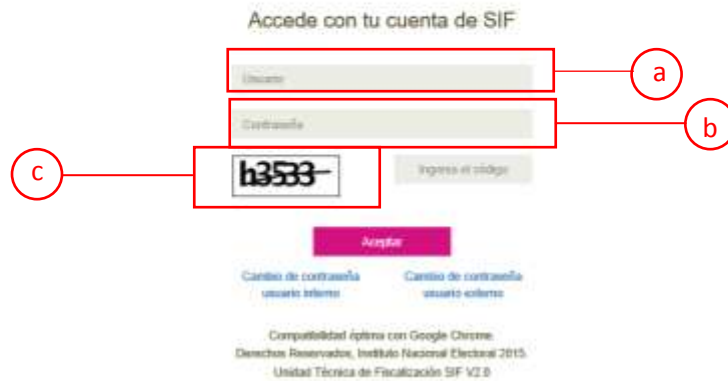 Accede con tu cuenta de SIF
Usuario
a
Contraseña
b
c
h3533
Ingresa el código
Aceptar
Cambio de contraseña
usuario interno
Cambio de contraseña
usuario externo
Compatibilidad óptima con Google Chrome.
Derechos Reservados, Instituto Nacional Electoral 2015.
Unidad Técnica de Fiscalización SIF V2.0